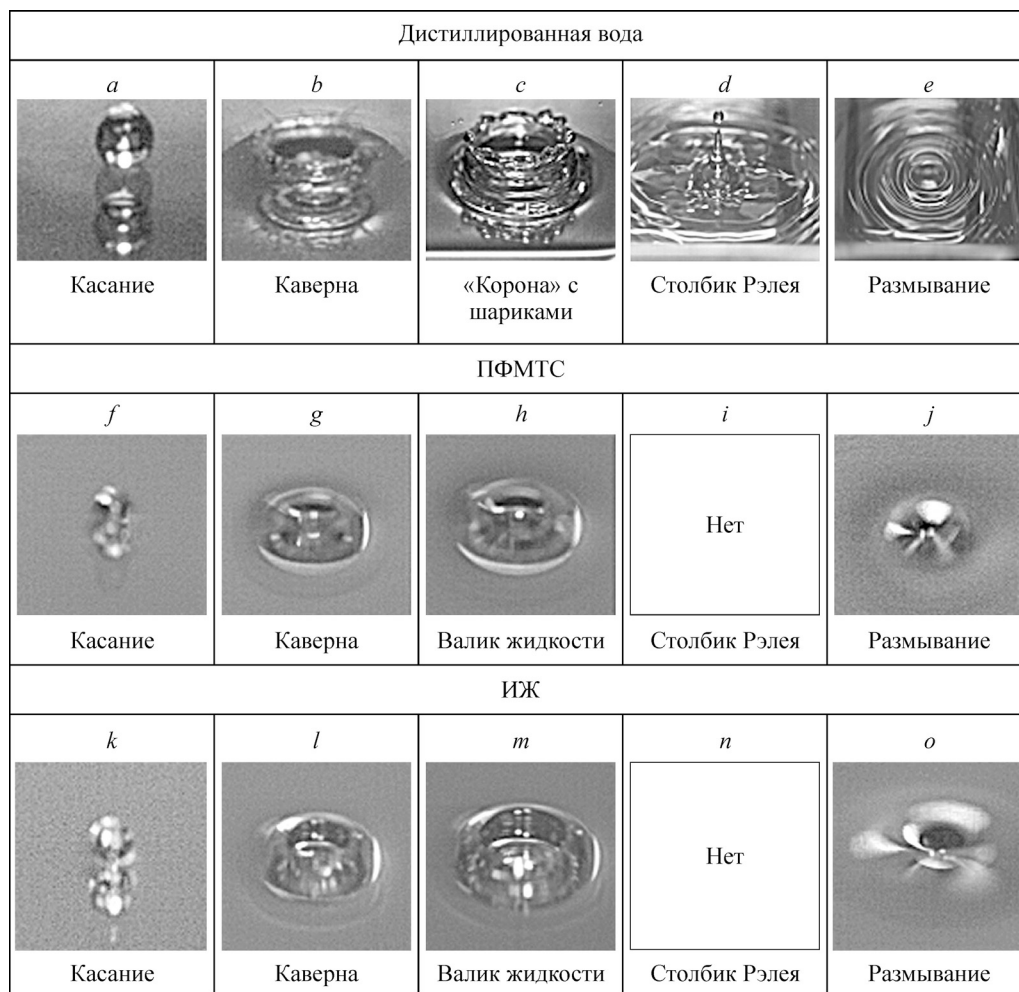 Дистиллированная вода
a b c d e
Касание Каверна «Корона» с Столбик Рэлея Размывание
шариками
ПФМТС
f g h i j
Нет
Касание Каверна Валик жидкости Столбик Рэлея Размывание
ИЖ
k l m n o
Нет
Касание Каверна Валик жидкости Столбик Рэлея Размывание